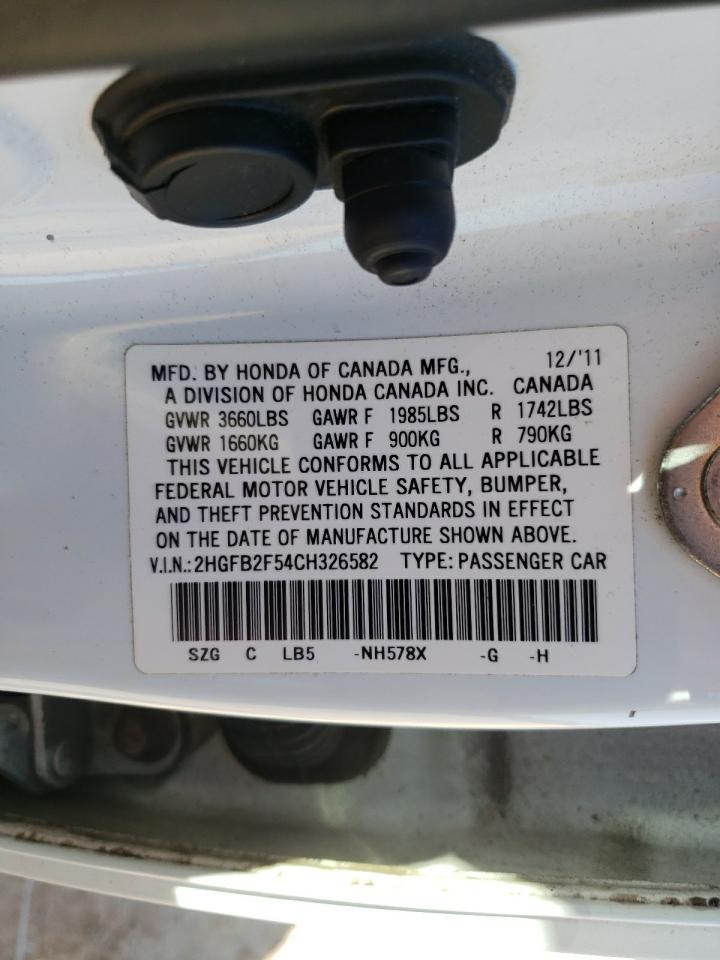 MFD. BY HONDA OF CANADA MFG., 12/'11
A DIVISION OF HONDA CANADA INC. CANADA
GVWR 3660LBS GAWR F 1985LBS R 1742LBS
GVWR 1660KG GAWR F 900KG R 790KG
THIS VEHICLE CONFORMS TO ALL APPLICABLE
FEDERAL MOTOR VEHICLE SAFETY, BUMPER,
AND THEFT PREVENTION STANDARDS IN EFFECT
ON THE DATE OF MANUFACTURE SHOWN ABOVE.
V.I.N.:2HGFB2F54CH326582 TYPE: PASSENGER CAR
SZG C LB5 -NH578X -G -H